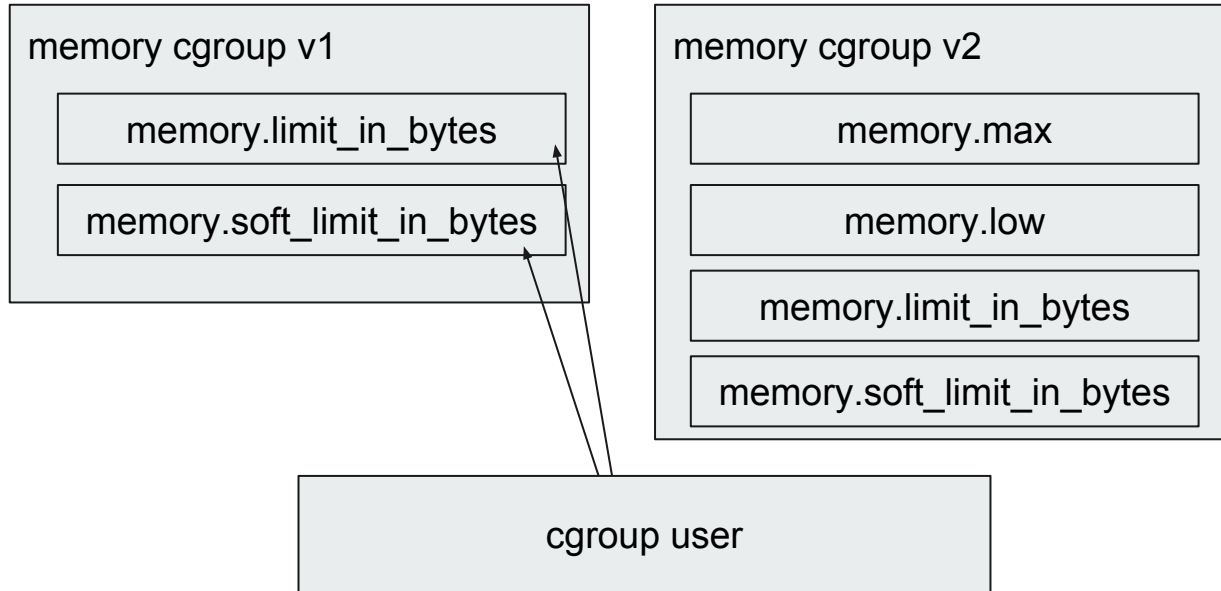 memory cgroup v1
memory.limit_in_bytes
memory.soft_limit_in_bytes
memory cgroup v2
memory.max
memory.low
memory.limit_in_bytes
memory.soft_limit_in_bytes
cgroup user